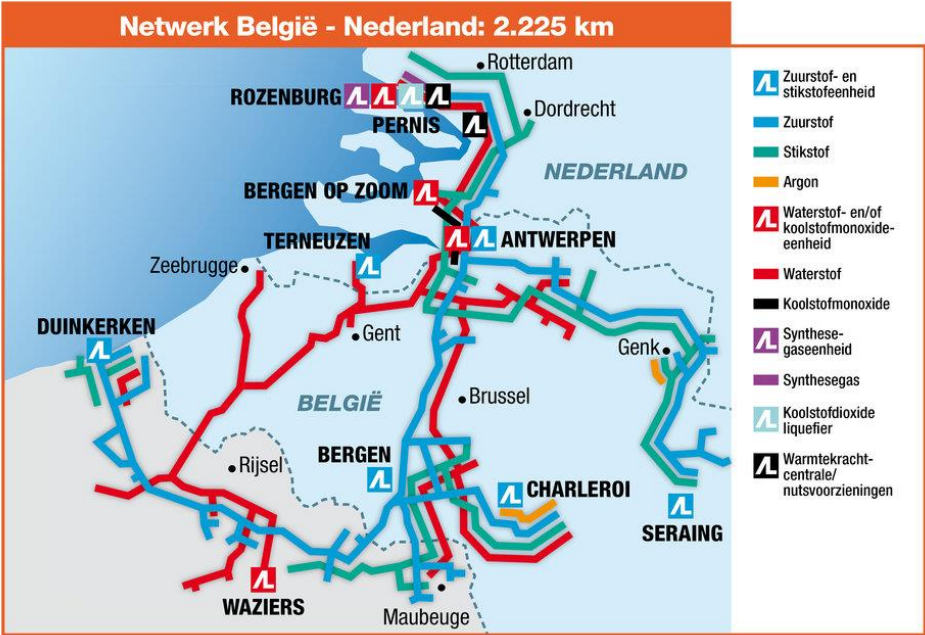 Netwerk België - Nederland: 2.225 km
Rotterdam
ROZENBURG
PERNIS
Dordrecht
NEDERLAND
BERGEN OP ZOOM
TERNEUZEN
ANTWERPEN
Zeebrugge
DUINKERKEN
Gent
Genk
BELGIË
Brussel
BERGEN
Rijsel
CHARLEROI
SERAING
WAZIERS
Maubeuge
Zuurstof- en
stikstofeenheid
Zuurstof
Stikstof
Argon
Waterstof- en/of
koolstofmonoxide-
eenheid
Waterstof
Koolstofmonoxide
Synthese-
gaseenheid
Synthesegas
Koolstofdioxide
liquefier
Warmtekracht-
centrale/
nutsvoorzieningen